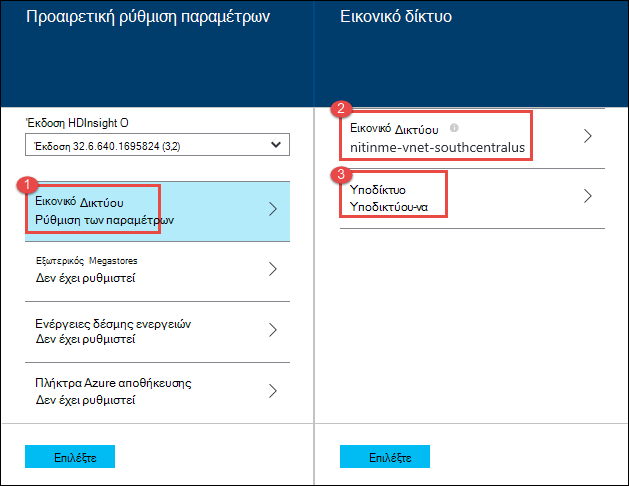 Προαιρετική ρύθμιση παραμέτρων
Έκδοση HDInsight O
Έκδοση 32.6.640.1695824 (3,2)
1
Εικονικό Δικτύου
Ρύθμιση των παραμέτρων
Εξωτερικός Megastores
Δεν έχει ρυθμιστεί
Ενέργειες δέσμης ενεργειών
Δεν έχει ρυθμιστεί
Πλήκτρα Azure αποθήκευσης
Δεν έχει ρυθμιστεί
Επιλέξτε
Εικονικό δίκτυο
2
Εικονικό Δικτύου
nitinme-vnet-southcentralus
3
Υποδίκτυο
Υποδικτύου-να
Επιλέξτε